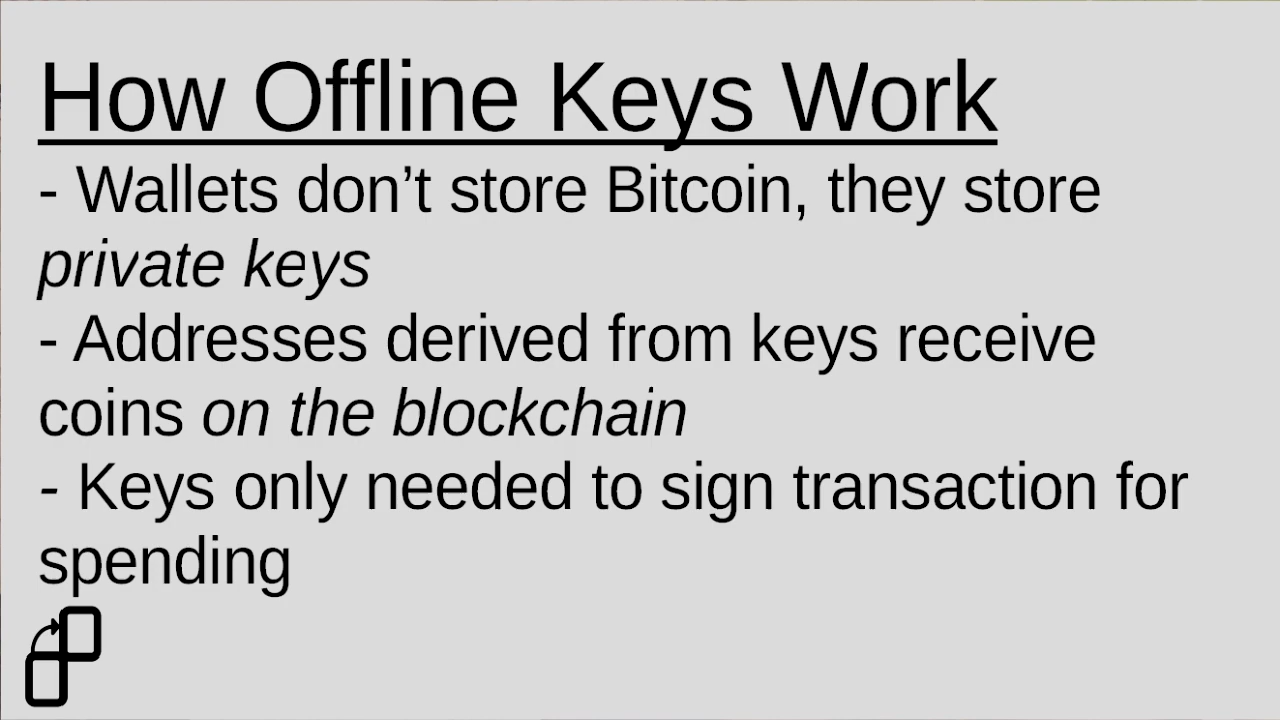 How Offline Keys Work
- Wallets don’t store Bitcoin, they store
private keys
- Addresses derived from keys receive
coins on the blockchain
- Keys only needed to sign transaction for
spending